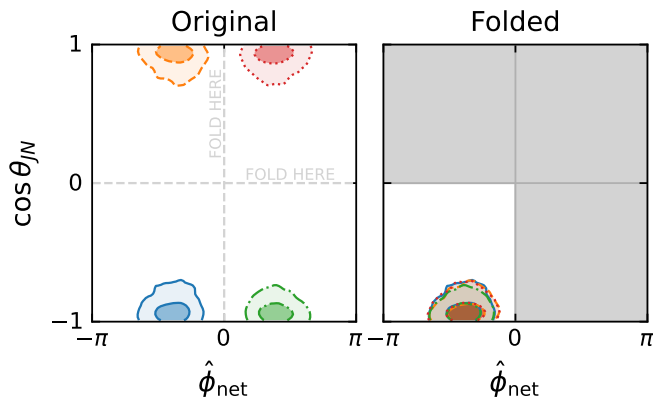 Original
Folded
1
FOLD HERE
FOLD HERE
cos θ_JN
0
−1
−π
0
π
−π
0
π
ϕ̂_net
ϕ̂_net